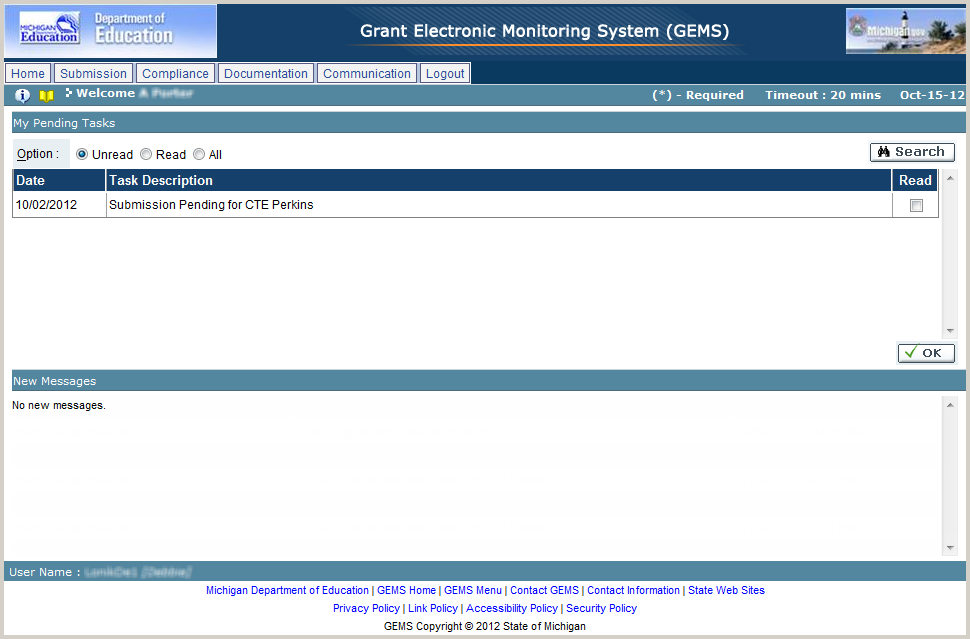 MICHIGAN
Education
Department of
Education
Grant Electronic Monitoring System (GEMS)
Michigan.gov
Home Submission Compliance Documentation Communication Logout
Welcome
(*) - Required Timeout : 20 mins Oct-15-12
My Pending Tasks
Option : Unread Read All
Search
Date Task Description Read
10/02/2012 Submission Pending for CTE Perkins
OK
New Messages
No new messages.
User Name :
Michigan Department of Education | GEMS Home | GEMS Menu | Contact GEMS | Contact Information | State Web Sites
Privacy Policy | Link Policy | Accessibility Policy | Security Policy
GEMS Copyright © 2012 State of Michigan